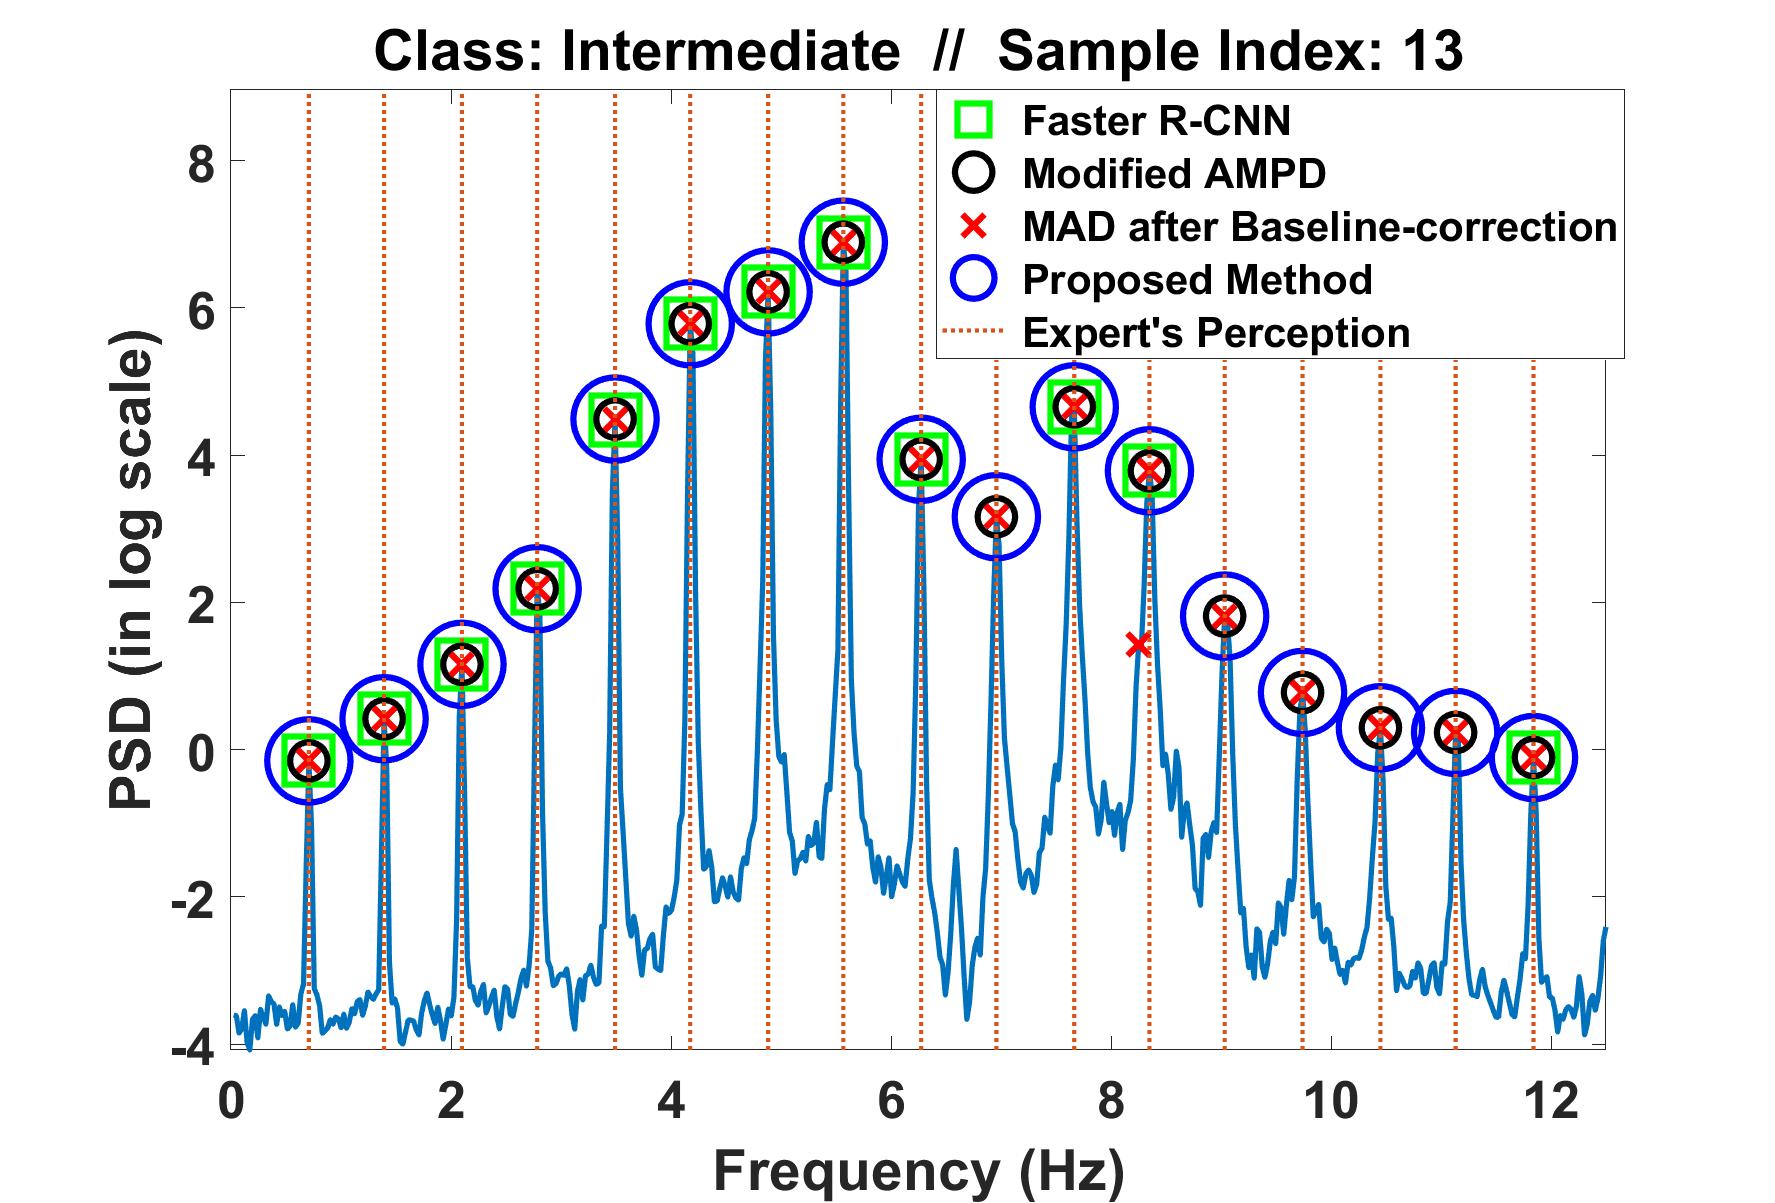 Class: Intermediate // Sample Index: 13
Faster R-CNN
Modified AMPD
MAD after Baseline-correction
Proposed Method
Expert's Perception
PSD (in log scale)
8
6
4
2
0
-2
-4
0 2 4 6 8 10 12
Frequency (Hz)